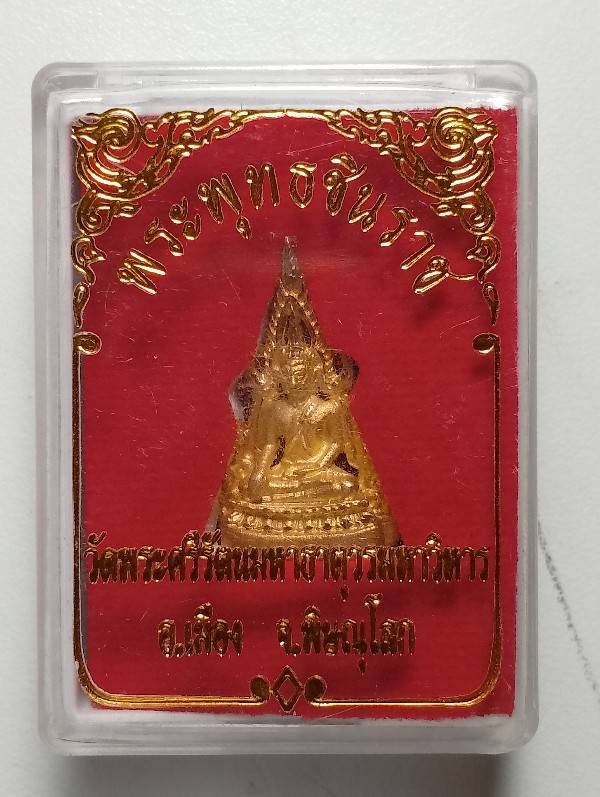 พระพุทธชินราช
วัดพระศรีรัตนมหาธาตุวรมหาวิหาร
อ.เมือง จ.พิษณุโลก